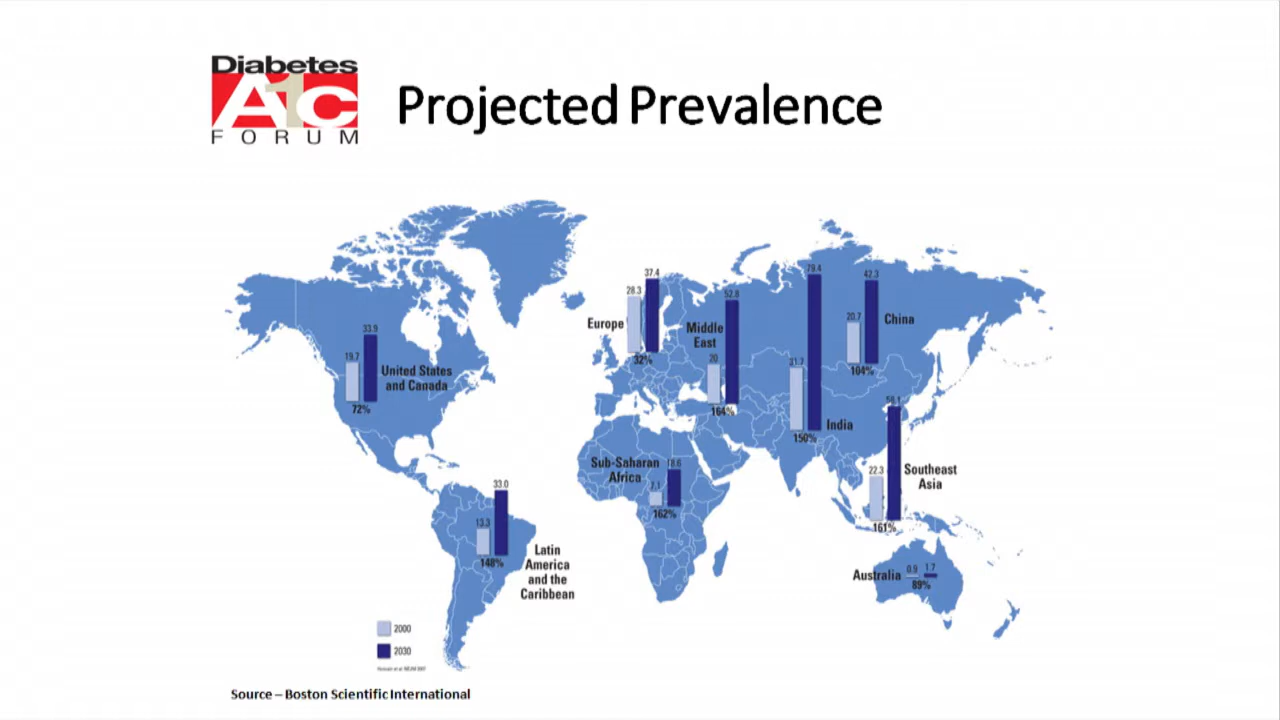 Diabetes
A1c
FORUM
Projected Prevalence
37.4
28.3
Europe
32%
52.8
Middle
East
20
164%
79.4
31.7
India
150%
42.3
20.7
China
104%
33.9
19.7
United States
and Canada
72%
58.1
22.3
Southeast
Asia
161%
Sub-Saharan
Africa
18.6
7.1
162%
33.0
13.3
148%
Latin
America
and the
Caribbean
Australia
0.9
1.7
89%
2000
2030
Source – Boston Scientific International